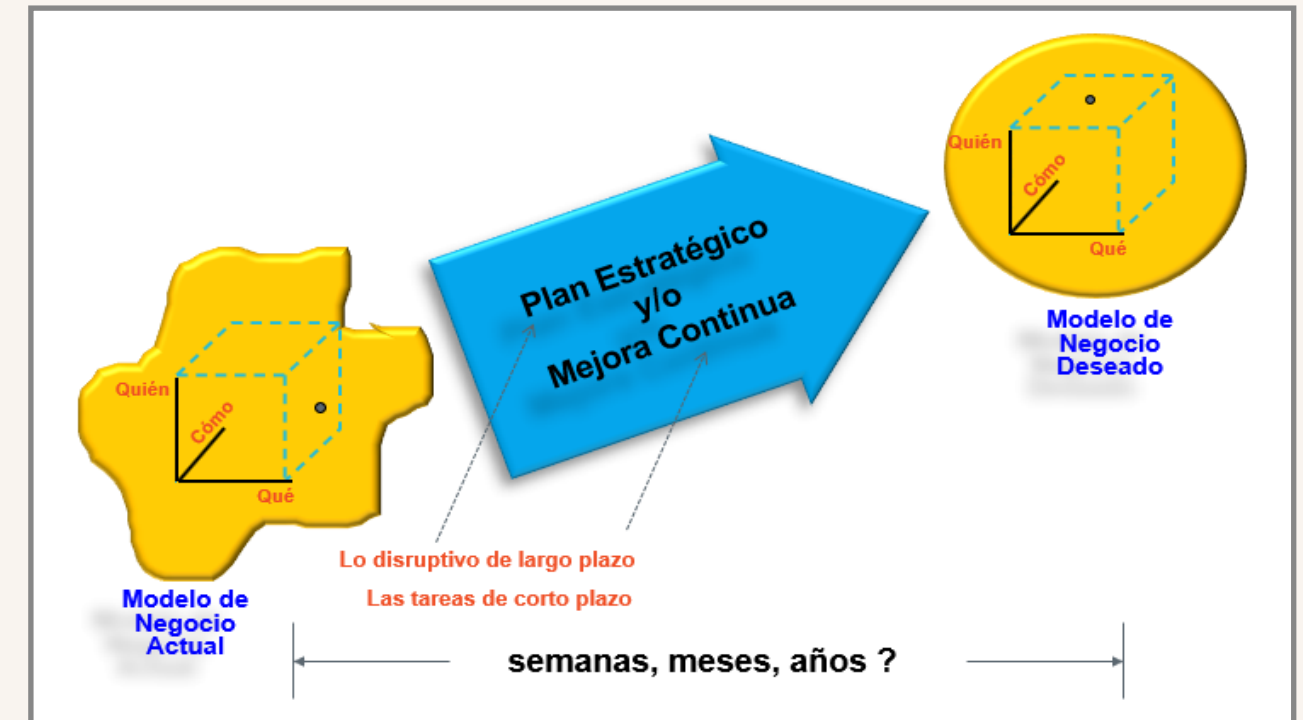 Quién
Cómo
Qué
Modelo de
Negocio
Deseado
Plan Estratégico
y/o
Mejora Continua
Quién
Cómo
Qué
Modelo de
Negocio
Actual
Lo disruptivo de largo plazo
Las tareas de corto plazo
semanas, meses, años ?